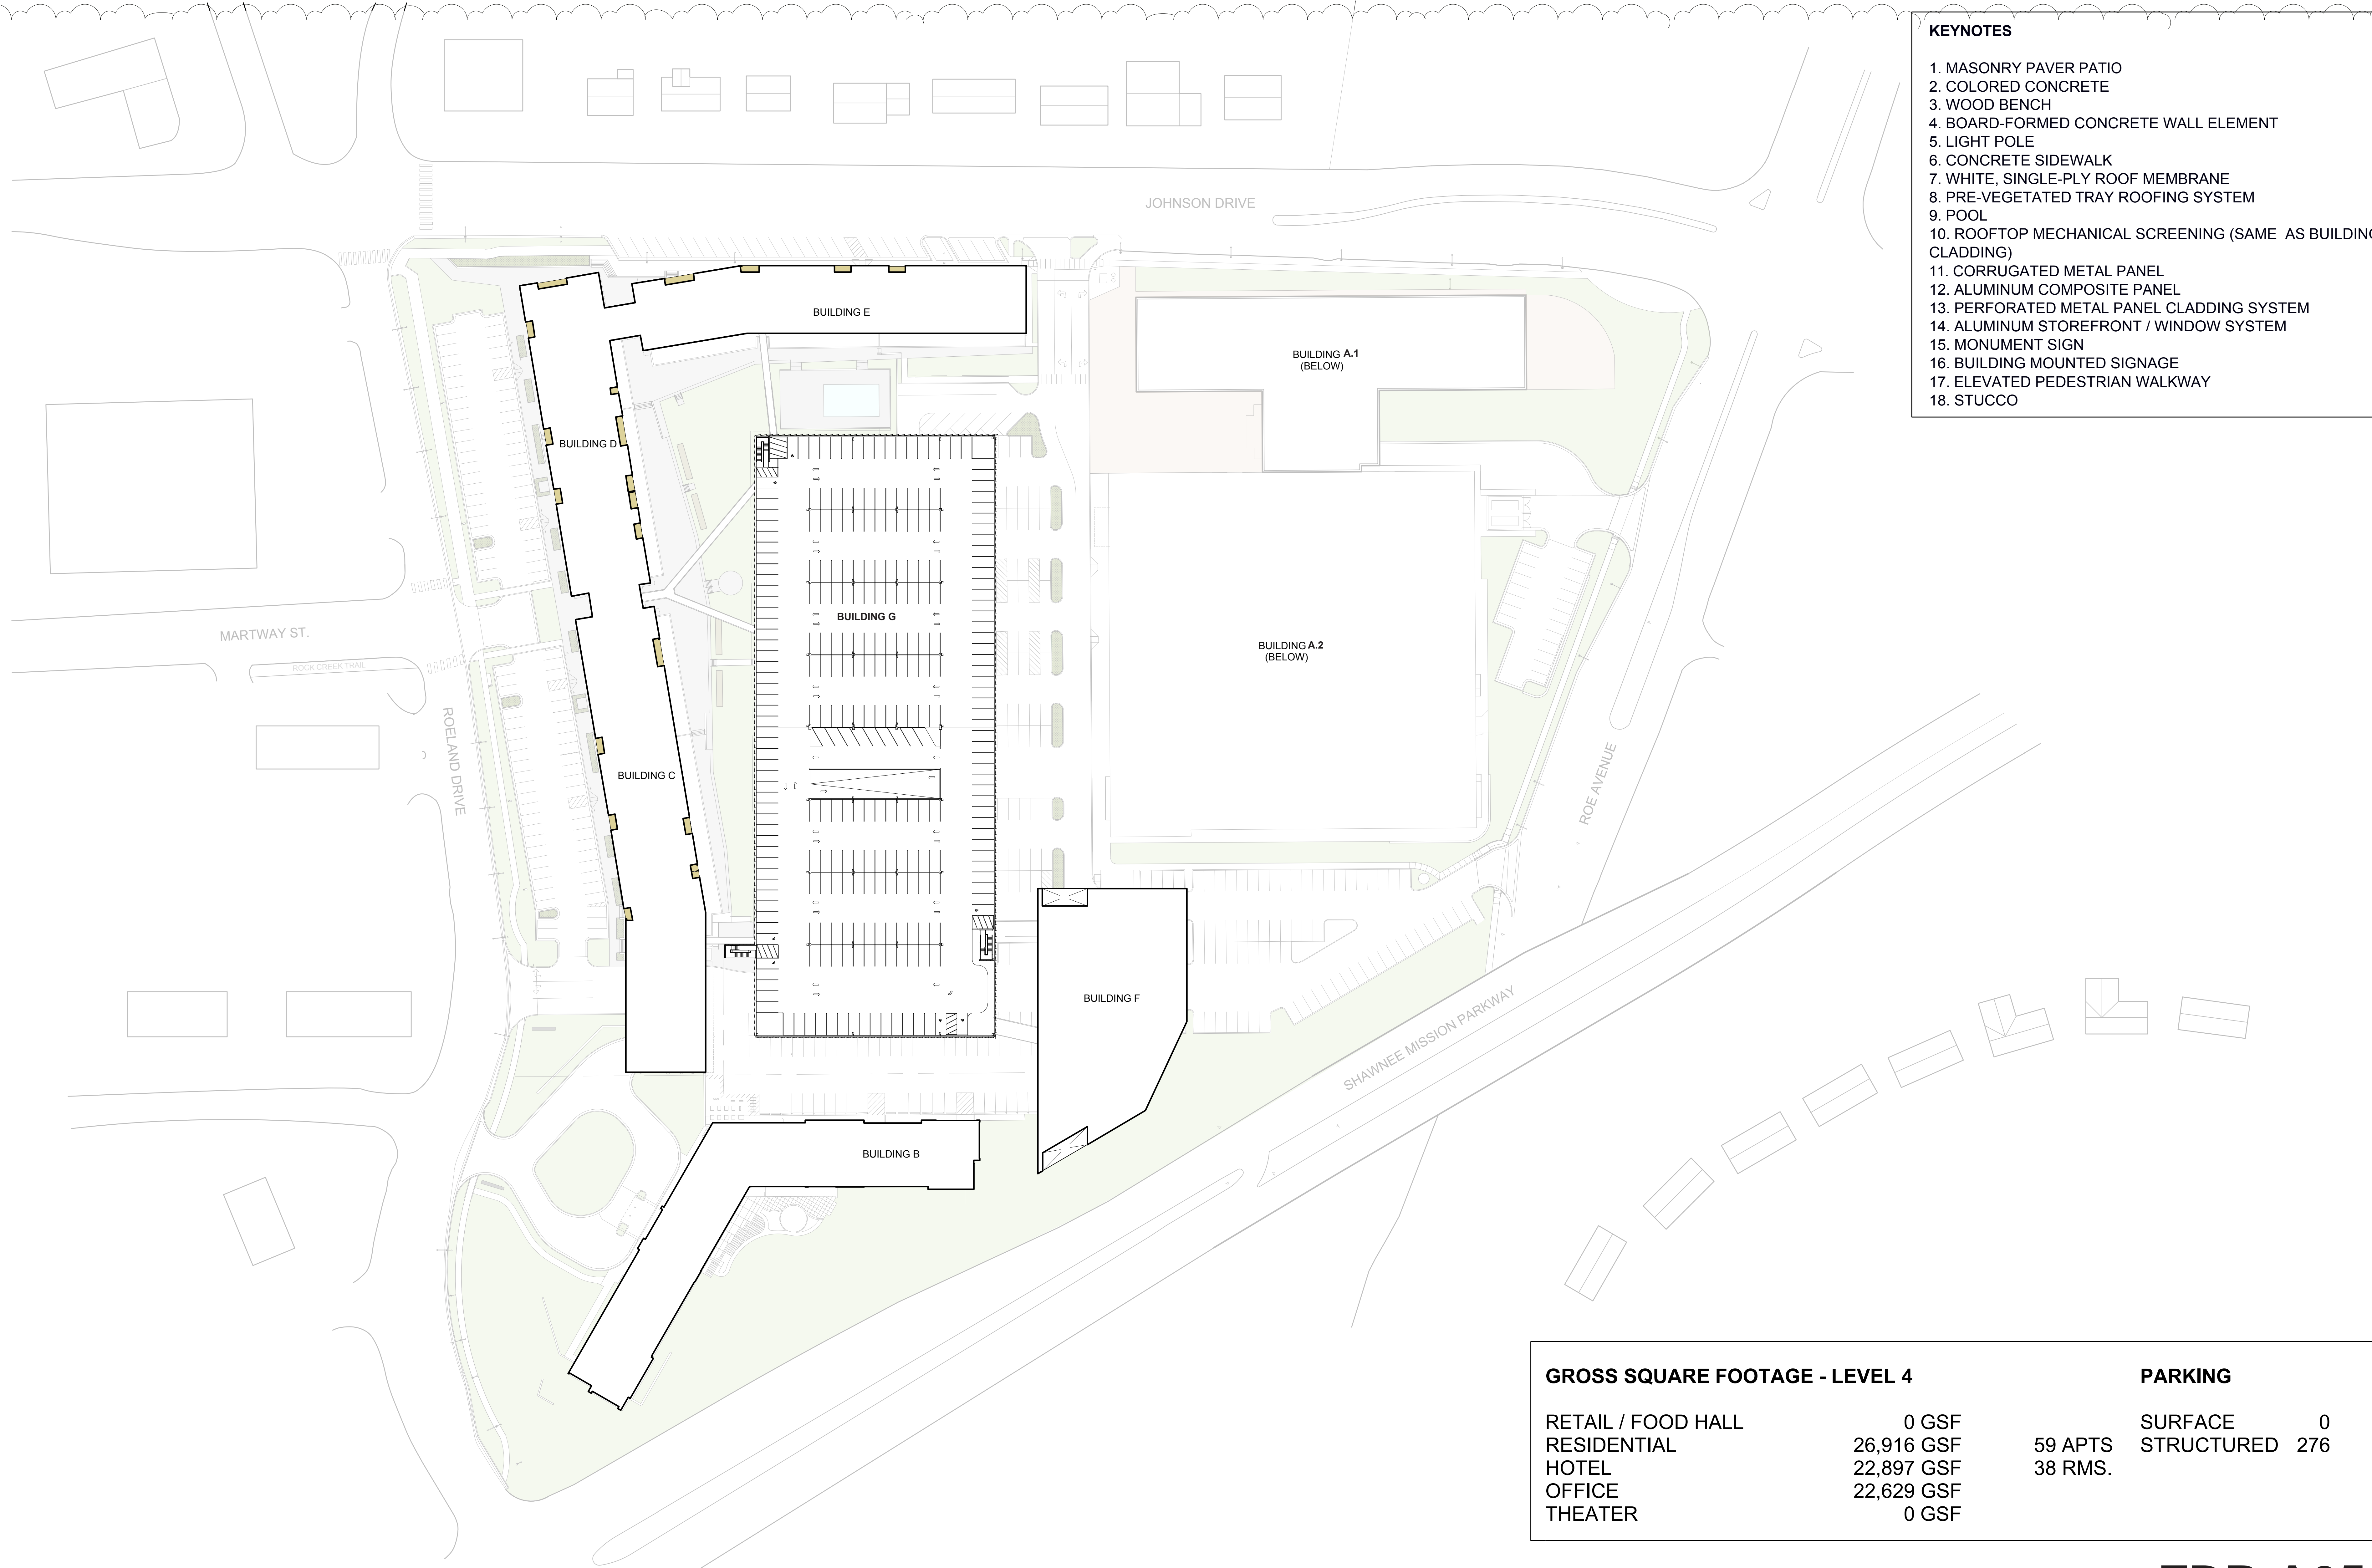 KEYNOTES
1. MASONRY PAVER PATIO
2. COLORED CONCRETE
3. WOOD BENCH
4. BOARD-FORMED CONCRETE WALL ELEMENT
5. LIGHT POLE
6. CONCRETE SIDEWALK
7. WHITE, SINGLE-PLY ROOF MEMBRANE
8. PRE-VEGETATED TRAY ROOFING SYSTEM
9. POOL
10. ROOFTOP MECHANICAL SCREENING (SAME AS BUILDING
CLADDING)
11. CORRUGATED METAL PANEL
12. ALUMINUM COMPOSITE PANEL
13. PERFORATED METAL PANEL CLADDING SYSTEM
14. ALUMINUM STOREFRONT / WINDOW SYSTEM
15. MONUMENT SIGN
16. BUILDING MOUNTED SIGNAGE
17. ELEVATED PEDESTRIAN WALKWAY
18. STUCCO
JOHNSON DRIVE
BUILDING E
BUILDING A.1
(BELOW)
BUILDING D
BUILDING G
MARTWAY ST.
ROCK CREEK TRAIL
BUILDING A.2
(BELOW)
ROELAND DRIVE
BUILDING C
ROE AVENUE
BUILDING F
SHAWNEE MISSION PARKWAY
BUILDING B
GROSS SQUARE FOOTAGE - LEVEL 4 PARKING
RETAIL / FOOD HALL 0 GSF SURFACE 0
RESIDENTIAL 26,916 GSF 59 APTS STRUCTURED 276
HOTEL 22,897 GSF 38 RMS.
OFFICE 22,629 GSF
THEATER 0 GSF